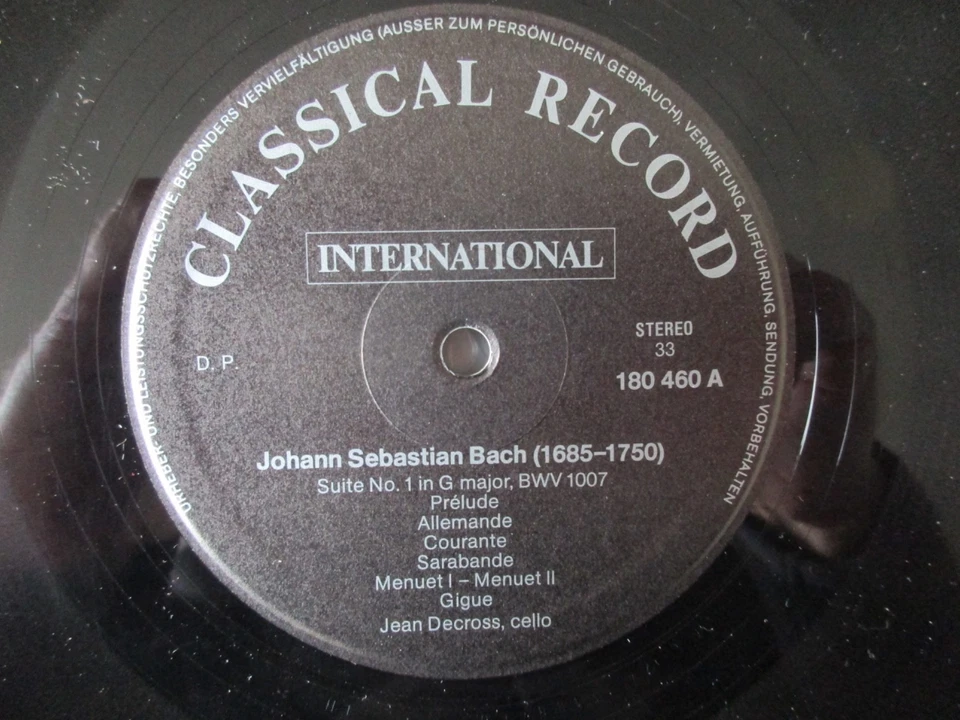 URHEBER- UND LEISTUNGSSCHUTZRECHTE, BESONDERS VERVIELFÄLTIGUNG (AUSSER ZUM PERSÖNLICHEN GEBRAUCH), VERMIETUNG, AUFFÜHRUNG, SENDUNG, VORBEHALTEN
CLASSICAL RECORD
INTERNATIONAL
STEREO
33
D. P.
180 460 A
Johann Sebastian Bach (1685–1750)
Suite No. 1 in G major, BWV 1007
Prélude
Allemande
Courante
Sarabande
Menuet I – Menuet II
Gigue
Jean Decross, cello